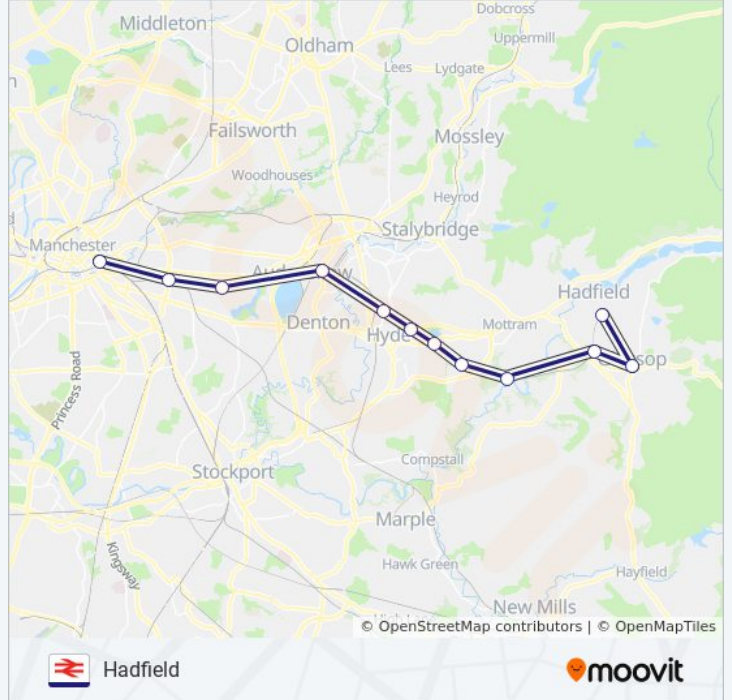 Dobcross
Middleton
Uppermill
Oldham
Lees
Lydgate
n
Failsworth
Mossley
Woodhouses
Heyrod
Stalybridge
Manchester
Hadfield
Denton
Mottram
Hyde
sop
Princess Road
Compstall
Stockport
Marple
Kingsway
Hawk Green
Hayfield
New Mills
© OpenStreetMap contributors | © OpenMapTiles
Hadfield
moovit